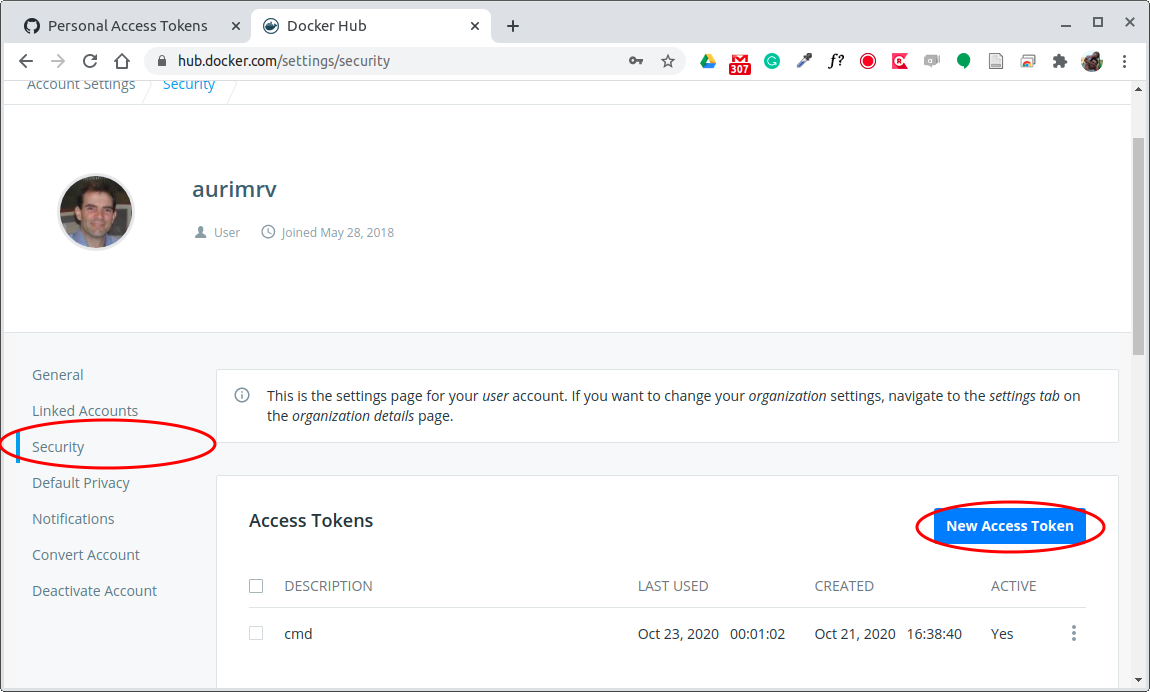 Personal Access Tokens
Docker Hub
hub.docker.com/settings/security
307
f?
Account Settings
Security
aurimrv
User
Joined May 28, 2018
General
Linked Accounts
Security
Default Privacy
Notifications
Convert Account
Deactivate Account
This is the settings page for your user account. If you want to change your organization settings, navigate to the settings tab on
the organization details page.
Access Tokens
New Access Token
DESCRIPTION LAST USED CREATED ACTIVE
cmd Oct 23, 2020 00:01:02 Oct 21, 2020 16:38:40 Yes